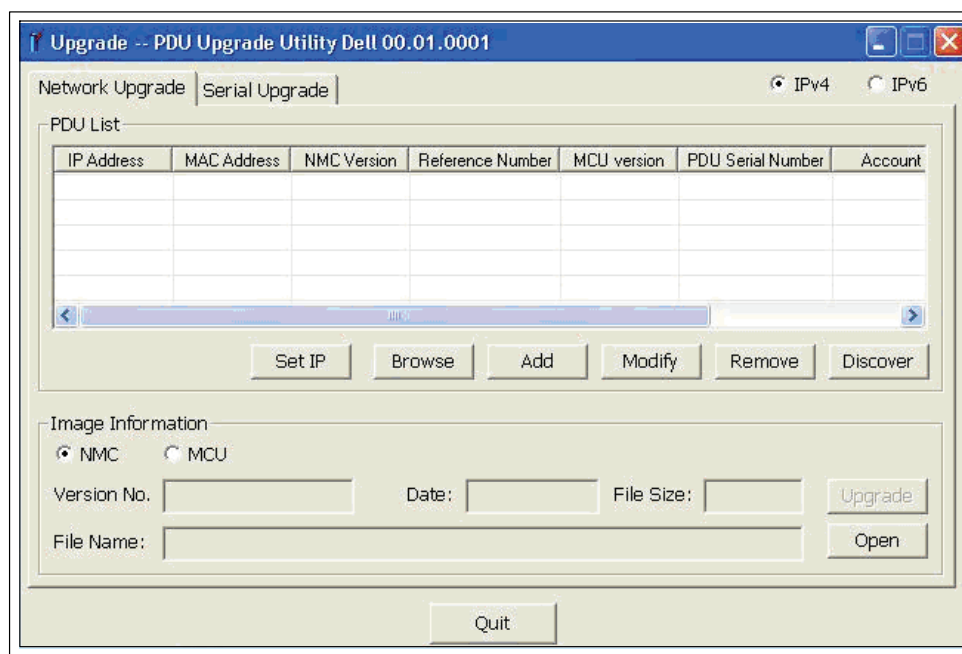 Upgrade -- PDU Upgrade Utility Dell 00.01.0001
Network Upgrade Serial Upgrade IPv4 IPv6
PDU List
IP Address MAC Address NMC Version Reference Number MCU version PDU Serial Number Account
Set IP Browse Add Modify Remove Discover
Image Information
NMC MCU
Version No. Date: File Size: Upgrade
File Name: Open
Quit